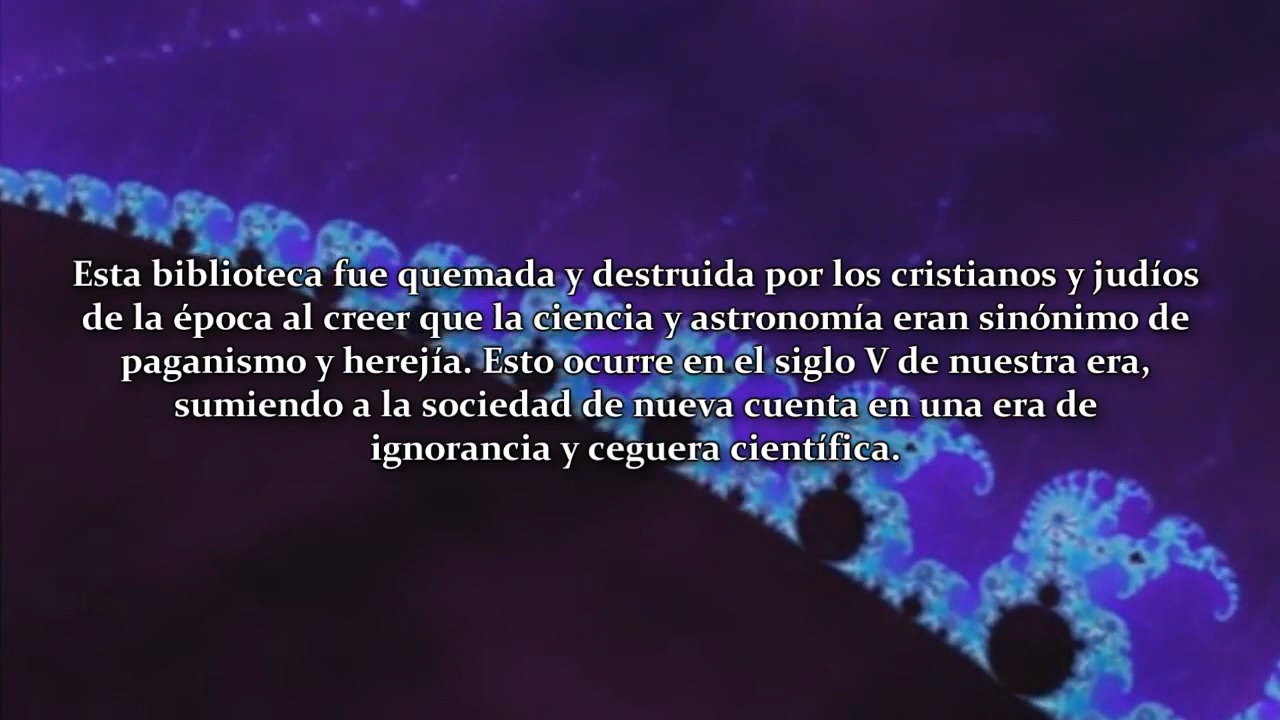 Esta biblioteca fue quemada y destruida por los cristianos y judíos
de la época al creer que la ciencia y astronomía eran sinónimo de
paganismo y herejía. Esto ocurre en el siglo V de nuestra era,
sumiendo a la sociedad de nueva cuenta en una era de
ignorancia y ceguera científica.